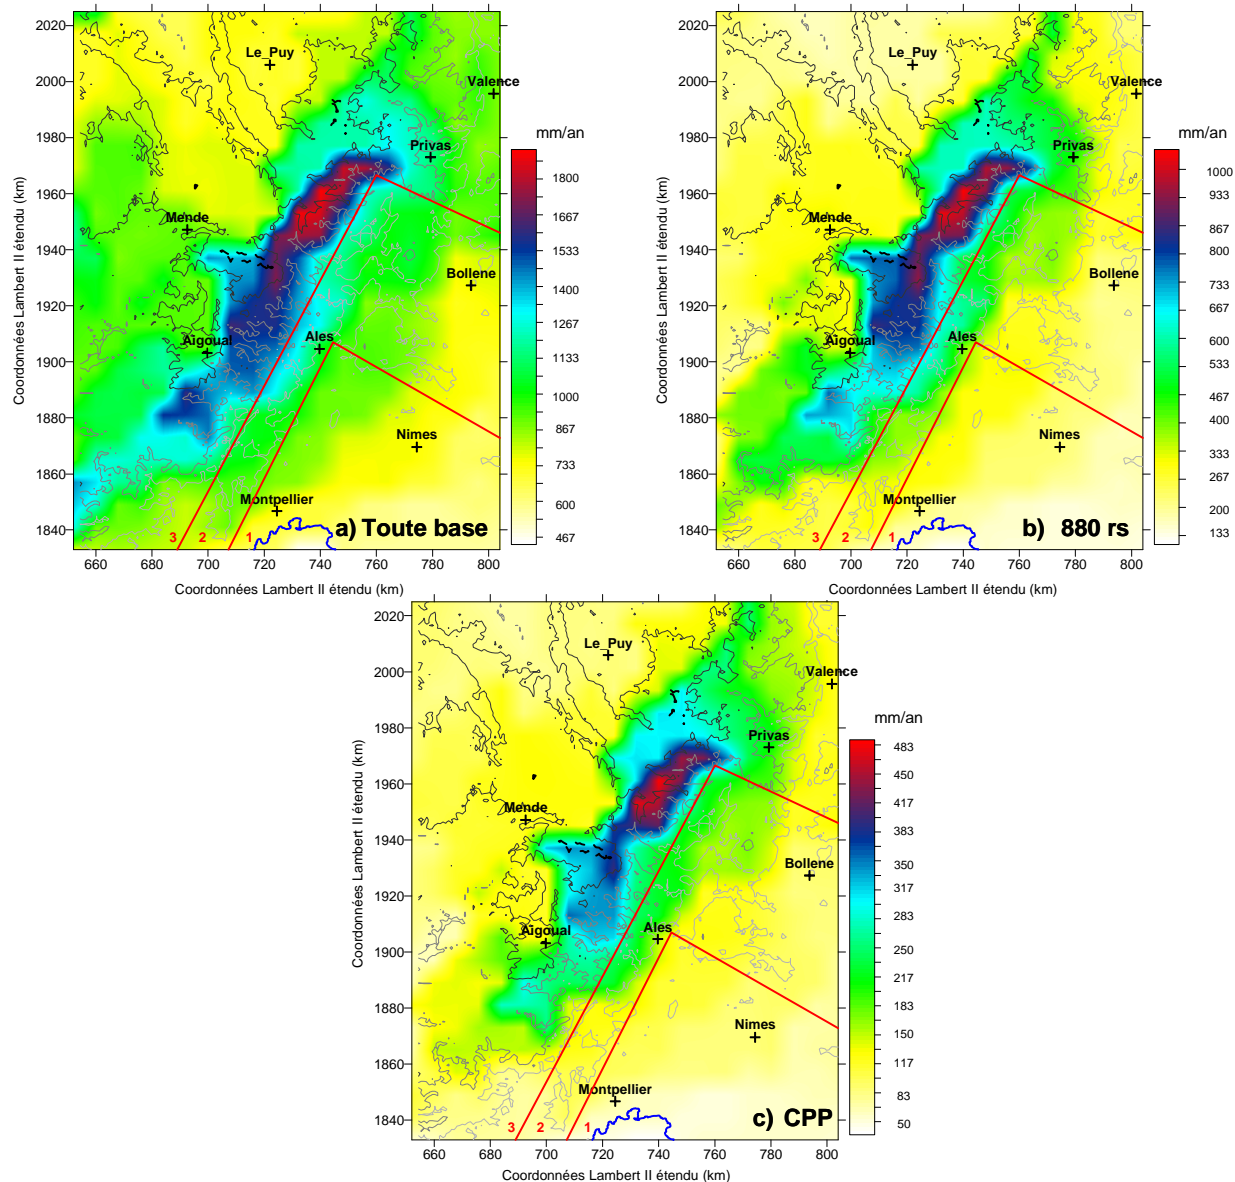 2020
2000
1980
1960
1940
1920
1900
1880
1860
1840
Coordonnées Lambert II étendu (km)
Le_Puy
Valence
Privas
Mende
Bollene
Aigoual
Ales
Nimes
Montpellier
a) Toute base
3 2 1
660 680 700 720 740 760 780 800
Coordonnées Lambert II étendu (km)
mm/an
1800
1667
1533
1400
1267
1133
1000
867
733
600
467
2020
2000
1980
1960
1940
1920
1900
1880
1860
1840
Coordonnées Lambert II étendu (km)
Le_Puy
Valence
Privas
Mende
Bollene
Aigoual
Ales
Nimes
Montpellier
b) 880 rs
3 2 1
660 680 700 720 740 760 780 804
Coordonnées Lambert II étendu (km)
mm/an
1000
933
867
800
733
667
600
533
467
400
333
267
200
133
2020
2000
1980
1960
1940
1920
1900
1880
1860
1840
Coordonnées Lambert II étendu (km)
Le_Puy
Valence
Privas
Mende
Bollene
Aigoual
Ales
Nimes
Montpellier
c) CPP
3 2 1
660 680 700 720 740 760 780 800
Coordonnées Lambert II étendu (km)
mm/an
483
450
417
383
350
317
283
250
217
183
150
117
83
50